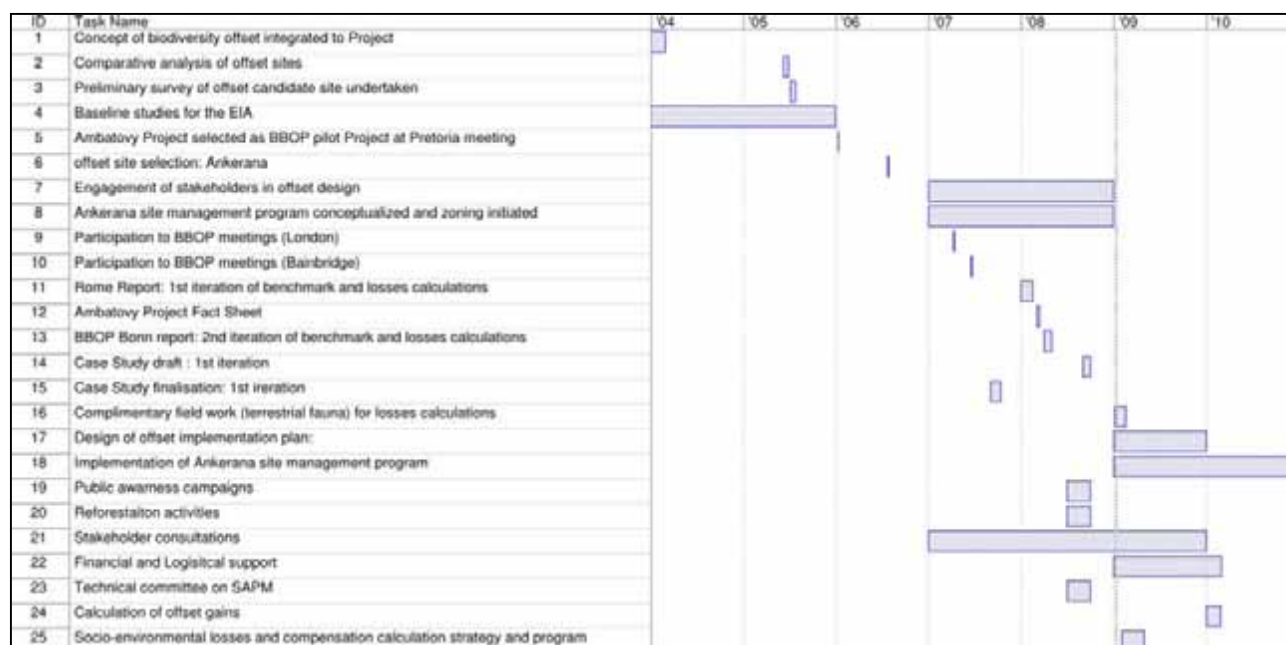 ID Task Name '04 '05 '06 '07 '08 '09 '10
1 Concept of biodiversity offset integrated to Project
2 Comparative analysis of offset sites
3 Preliminary survey of offset candidate site undertaken
4 Baseline studies for the EIA
5 Ambatovy Project selected as BBOP pilot Project at Pretoria meeting
6 offset site selection: Ankerana
7 Engagement of stakeholders in offset design
8 Ankerana site management program conceptualized and zoning initiated
9 Participation to BBOP meetings (London)
10 Participation to BBOP meetings (Bainbridge)
11 Rome Report: 1st iteration of benchmark and losses calculations
12 Ambatovy Project Fact Sheet
13 BBOP Bonn report: 2nd iteration of benchmark and losses calculations
14 Case Study draft : 1st iteration
15 Case Study finalisation: 1st ireration
16 Complimentary field work (terrestrial fauna) for losses calculations
17 Design of offset implementation plan:
18 Implementation of Ankerana site management program
19 Public awarness campaigns
20 Reforestaiton activities
21 Stakeholder consultations
22 Financial and Logisitcal support
23 Technical committee on SAPM
24 Calculation of offset gains
25 Socio-environmental losses and compensation calculation strategy and program